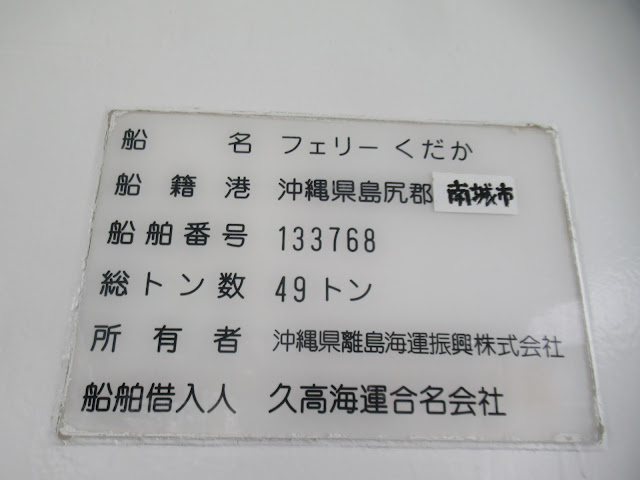 船名 フェリーくだか
船籍港 沖縄県島尻郡南城市
船舶番号 133768
総トン数 49トン
所有者 沖縄県離島海運振興株式会社
船舶借入人 久高海運合名会社